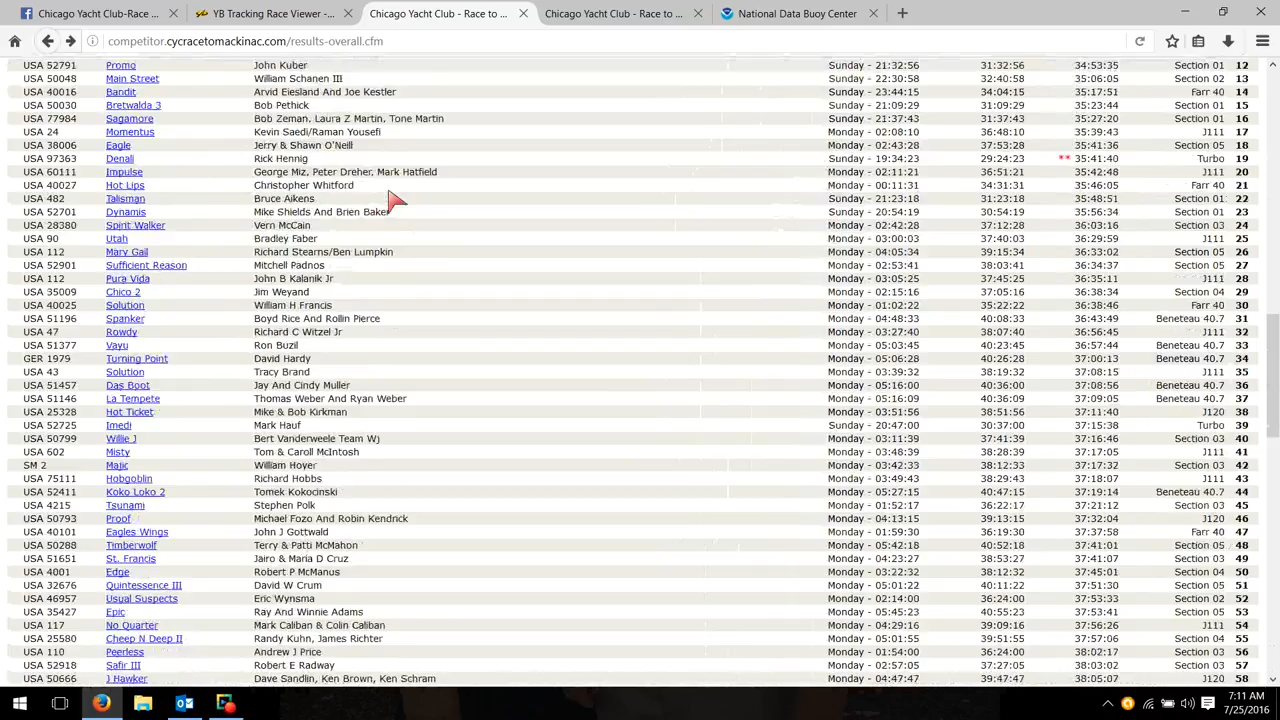 Chicago Yacht Club-Race ... YB Tracking Race Viewer -... Chicago Yacht Club - Race to ... Chicago Yacht Club - Race to ... National Data Buoy Center
competitor.cycracetomackinac.com/results-overall.cfm
USA 52791 Promo John Kuber Sunday - 21:32:56 31:32:56 34:53:35 Section 01 12
USA 50048 Main Street William Schanen III Sunday - 22:30:58 32:40:58 35:06:05 Section 02 13
USA 40016 Bandit Arvid Eiesland And Joe Kestler Sunday - 23:44:15 34:04:15 35:17:51 Farr 40 14
USA 50030 Bretwalda 3 Bob Pethick Sunday - 21:09:29 31:09:29 35:23:44 Section 01 15
USA 77984 Sagamore Bob Zeman, Laura Z Martin, Tone Martin Sunday - 21:37:43 31:37:43 35:27:20 Section 01 16
USA 24 Momentus Kevin Saedi/Raman Yousefi Monday - 02:08:10 36:48:10 35:39:43 J111 17
USA 38006 Eagle Jerry & Shawn O'Neill Monday - 02:43:28 37:53:28 35:41:36 Section 05 18
USA 97363 Denali Rick Hennig Sunday - 19:34:23 29:24:23 ** 35:41:40 Turbo 19
USA 60111 Impulse George Miz, Peter Dreher, Mark Hatfield Monday - 02:11:21 36:51:21 35:42:48 J111 20
USA 40027 Hot Lips Christopher Whitford Monday - 00:11:31 34:31:31 35:46:05 Farr 40 21
USA 482 Talisman Bruce Aikens Sunday - 21:23:18 31:23:18 35:48:51 Section 01 22
USA 52701 Dynamis Mike Shields And Brien Baker Sunday - 20:54:19 30:54:19 35:56:34 Section 01 23
USA 28380 Spirit Walker Vern McCain Monday - 02:42:28 37:12:28 36:03:16 Section 03 24
USA 90 Utah Bradley Faber Monday - 03:00:03 37:40:03 36:29:59 J111 25
USA 112 Mary Gail Richard Stearns/Ben Lumpkin Monday - 04:05:34 39:15:34 36:33:02 Section 05 26
USA 52901 Sufficient Reason Mitchell Padnos Monday - 02:53:41 38:03:41 36:34:37 Section 05 27
USA 112 Pura Vida John B Kalanik Jr Monday - 03:05:25 37:45:25 36:35:11 J111 28
USA 35009 Chico 2 Jim Weyand Monday - 02:15:16 37:05:16 36:38:34 Section 04 29
USA 40025 Solution William H Francis Monday - 01:02:22 35:22:22 36:38:46 Farr 40 30
USA 51196 Spanker Boyd Rice And Rollin Pierce Monday - 04:48:33 40:08:33 36:43:49 Beneteau 40.7 31
USA 47 Rowdy Richard C Witzel Jr Monday - 03:27:40 38:07:40 36:56:45 J111 32
USA 51377 Vayu Ron Buzil Monday - 05:03:45 40:23:45 36:57:44 Beneteau 40.7 33
GER 1979 Turning Point David Hardy Monday - 05:06:28 40:26:28 37:00:13 Beneteau 40.7 34
USA 43 Solution Tracy Brand Monday - 03:39:32 38:19:32 37:08:15 J111 35
USA 51457 Das Boot Jay And Cindy Muller Monday - 05:16:00 40:36:00 37:08:56 Beneteau 40.7 36
USA 51146 La Tempete Thomas Weber And Ryan Weber Monday - 05:16:09 40:36:09 37:09:05 Beneteau 40.7 37
USA 25328 Hot Ticket Mike & Bob Kirkman Monday - 03:51:56 38:51:56 37:11:40 J120 38
USA 52725 Imedi Mark Hauf Sunday - 20:47:00 30:37:00 37:15:38 Turbo 39
USA 50799 Willie J Bert Vanderweele Team Wj Monday - 03:11:39 37:41:39 37:16:46 Section 03 40
USA 602 Misty Tom & Caroll McIntosh Monday - 03:48:39 38:28:39 37:17:05 J111 41
SM 2 Majic William Hoyer Monday - 03:42:33 38:12:33 37:17:32 Section 03 42
USA 75111 Hobgoblin Richard Hobbs Monday - 03:49:43 38:29:43 37:18:07 J111 43
USA 52411 Koko Loko 2 Tomek Kokocinski Monday - 05:27:15 40:47:15 37:19:14 Beneteau 40.7 44
USA 4215 Tsunami Stephen Polk Monday - 01:52:17 36:22:17 37:21:12 Section 03 45
USA 50793 Proof Michael Fozo And Robin Kendrick Monday - 04:13:15 39:13:15 37:32:04 J120 46
USA 40101 Eagles Wings John J Gottwald Monday - 01:59:30 36:19:30 37:37:58 Farr 40 47
USA 50288 Timberwolf Terry & Patti McMahon Monday - 05:42:18 40:52:18 37:41:01 Section 05 48
USA 51651 St. Francis Jairo & Maria D Cruz Monday - 04:23:27 38:53:27 37:41:01 Section 03 49
USA 4001 Edge Robert P McManus Monday - 03:22:32 38:12:32 37:45:01 Section 04 50
USA 32676 Quintessence III David W Crum Monday - 05:01:22 40:11:22 37:51:30 Section 05 51
USA 46957 Usual Suspects Eric Wynsma Monday - 02:14:00 36:24:00 37:53:33 Section 02 52
USA 35427 Epic Ray And Winnie Adams Monday - 05:45:23 40:55:23 37:53:41 Section 05 53
USA 117 No Quarter Mark Caliban & Colin Caliban Monday - 04:29:16 39:09:16 37:56:26 J111 54
USA 25580 Cheep N Deep II Randy Kuhn, James Richter Monday - 05:01:55 39:51:55 37:57:06 Section 04 55
USA 110 Peerless Andrew J Price Monday - 01:54:00 36:24:00 38:02:17 Section 03 56
USA 52918 Safir III Robert E Radway Monday - 02:57:05 37:27:05 38:03:02 Section 03 57
USA 50666 J Hawker Dave Sandlin, Ken Brown, Ken Schram Monday - 04:47:47 39:47:47 38:05:07 J120 58
7:11 AM
7/25/2016